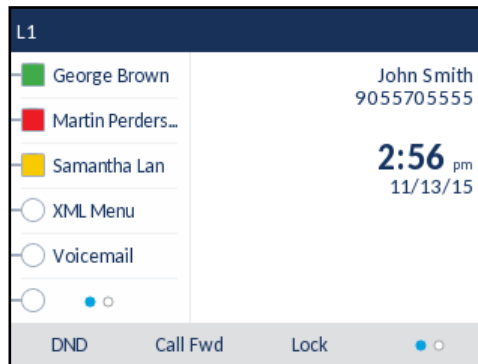 L1
George Brown
Martin Perders...
Samantha Lan
XML Menu
Voicemail
John Smith
9055705555
2:56 pm
11/13/15
DND Call Fwd Lock